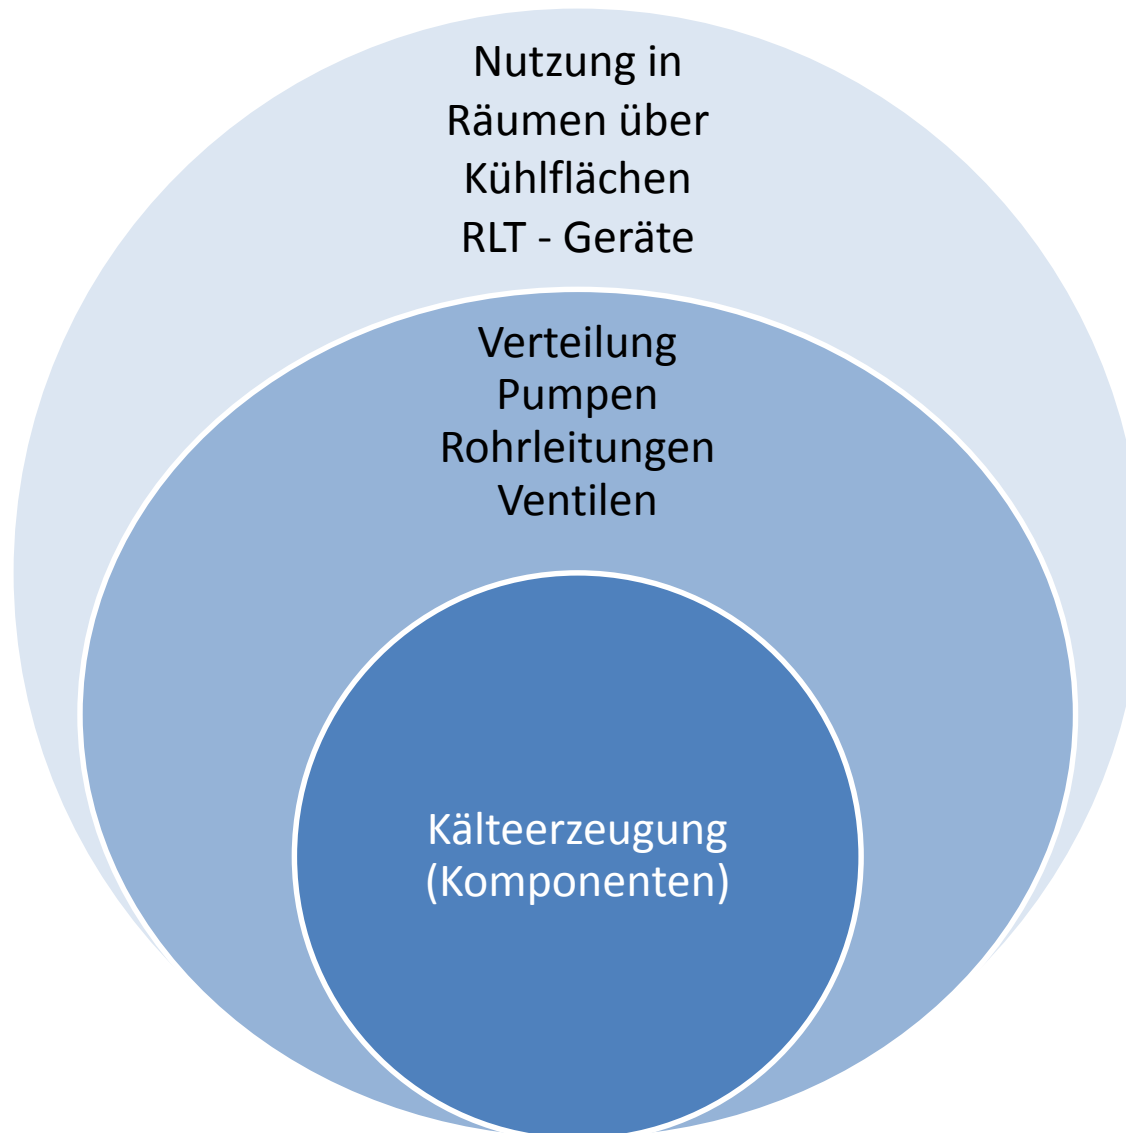 Nutzung in
Räumen über
Kühlflächen
RLT - Geräte
Verteilung
Pumpen
Rohrleitungen
Ventilen
Kälteerzeugung
(Komponenten)